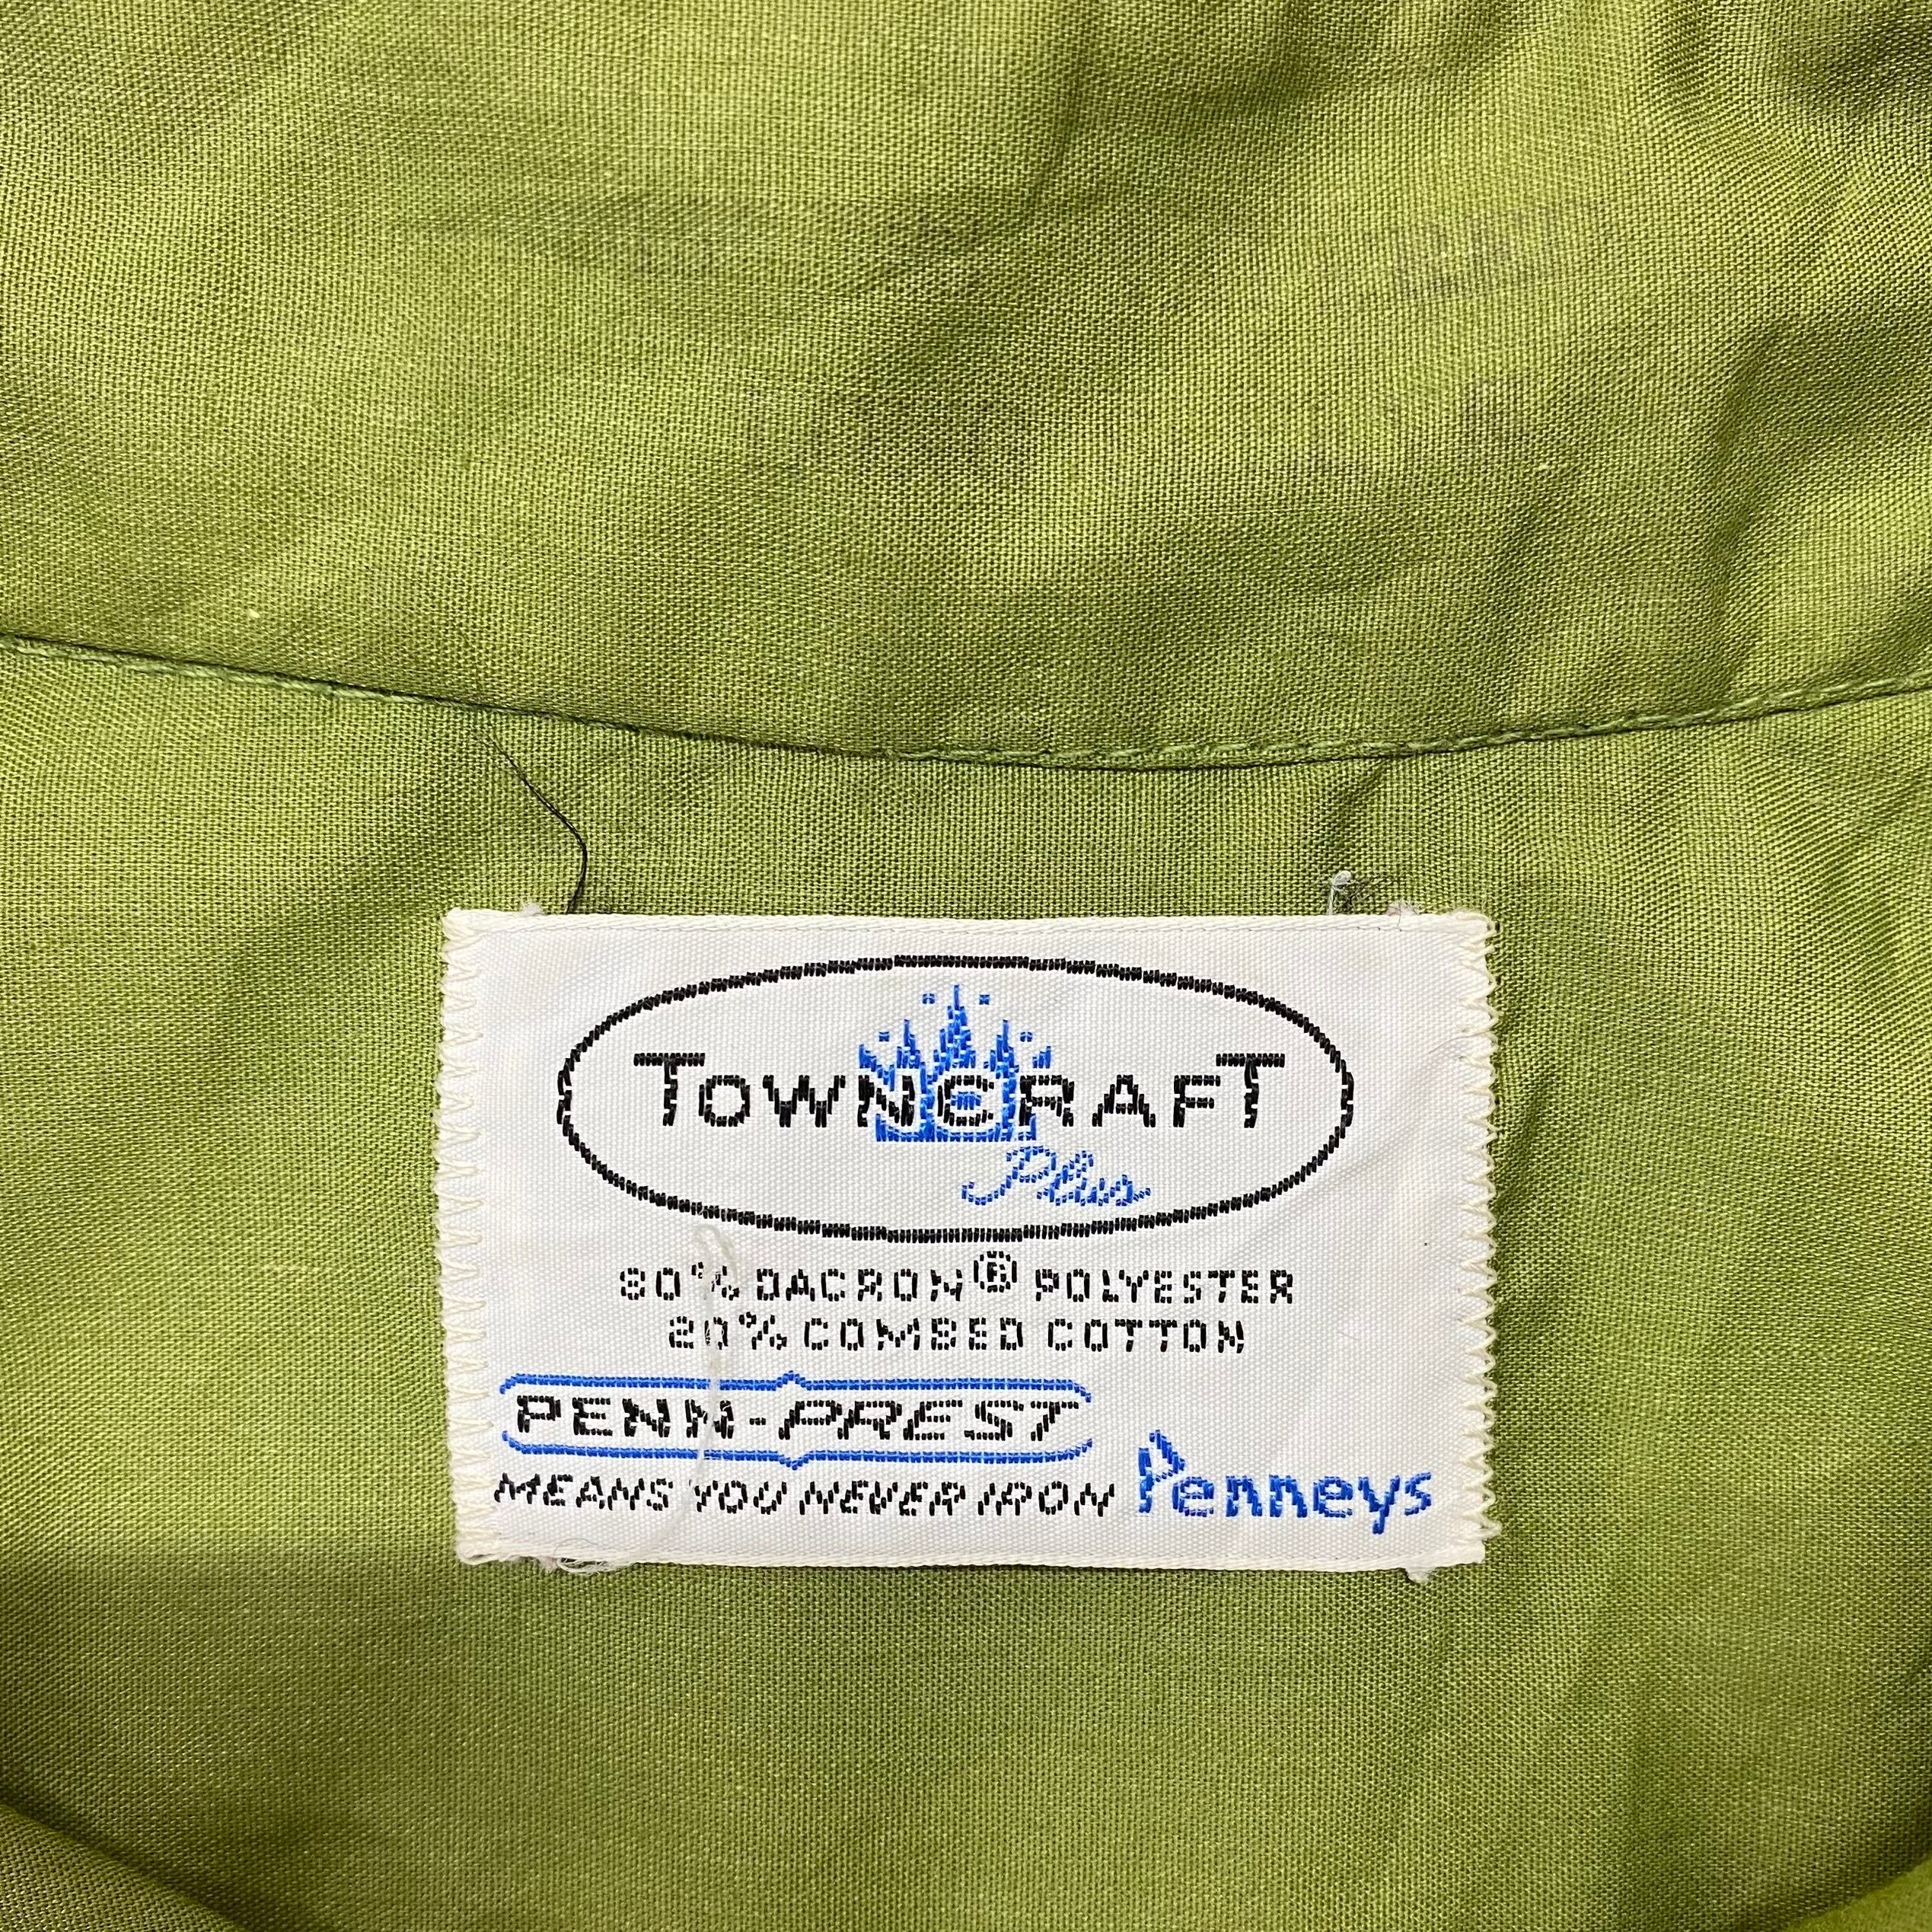 TOWNCRAFT
Plus
80% DACRON® POLYESTER
20% COMBED COTTON
PENN-PREST
MEANS YOU NEVER IRON Penneys